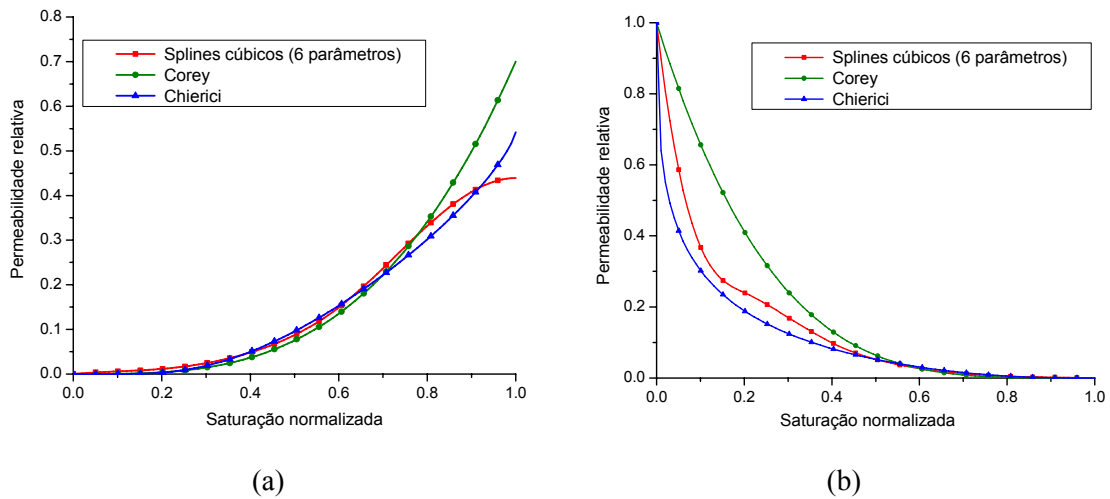 0.8
0.7
0.6
0.5
0.4
0.3
0.2
0.1
0.0
Permeabilidade relativa
Splines cúbicos (6 parâmetros)
Corey
Chierici
0.0 0.2 0.4 0.6 0.8 1.0
Saturação normalizada
(a)
1.0
0.8
0.6
0.4
0.2
0.0
Permeabilidade relativa
Splines cúbicos (6 parâmetros)
Corey
Chierici
0.0 0.2 0.4 0.6 0.8 1.0
Saturação normalizada
(b)